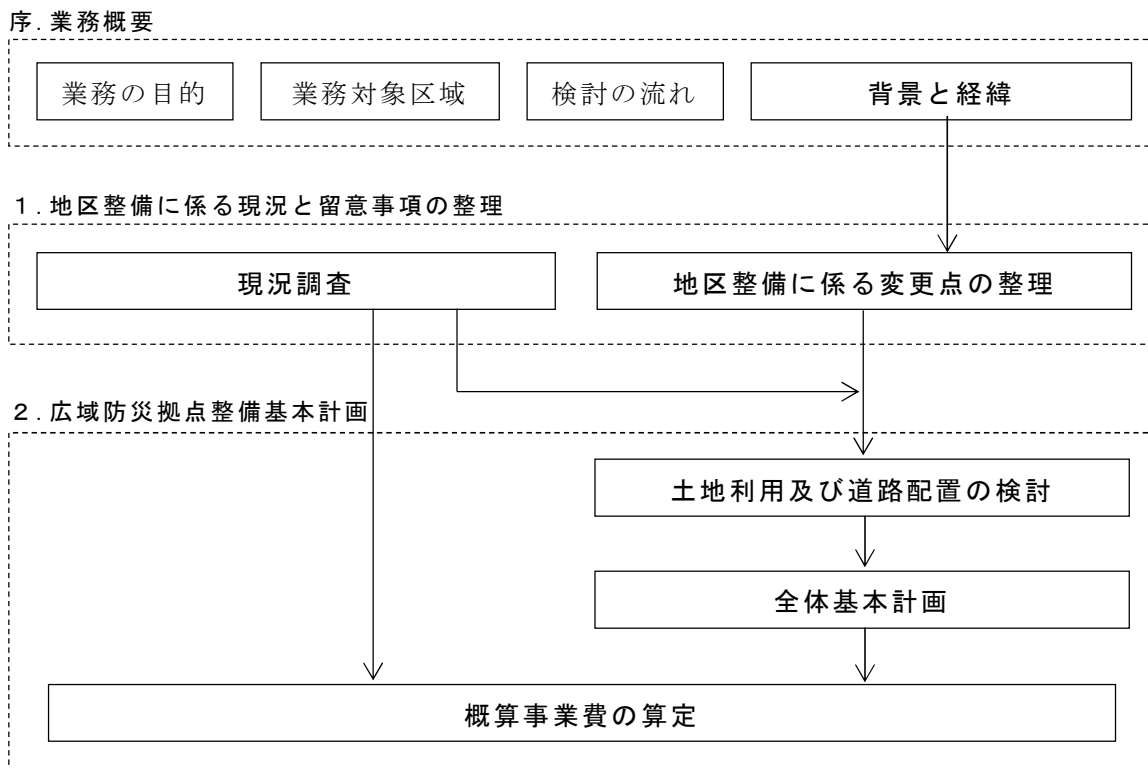 序.業務概要
業務の目的
業務対象区域
検討の流れ
背景と経緯
１.地区整備に係る現況と留意事項の整理
現況調査
地区整備に係る変更点の整理
２.広域防災拠点整備基本計画
土地利用及び道路配置の検討
全体基本計画
概算事業費の算定